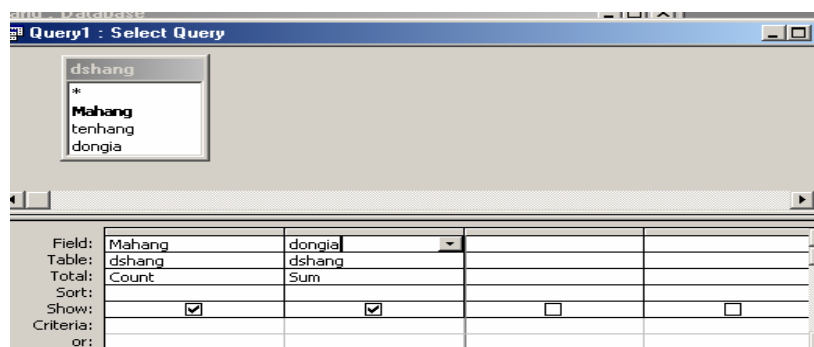 Query1 : Select Query
dshang
*
Mahang
tenhang
dongia
Field: Mahang dongia
Table: dshang dshang
Total: Count Sum
Sort:
Show:
Criteria:
or: